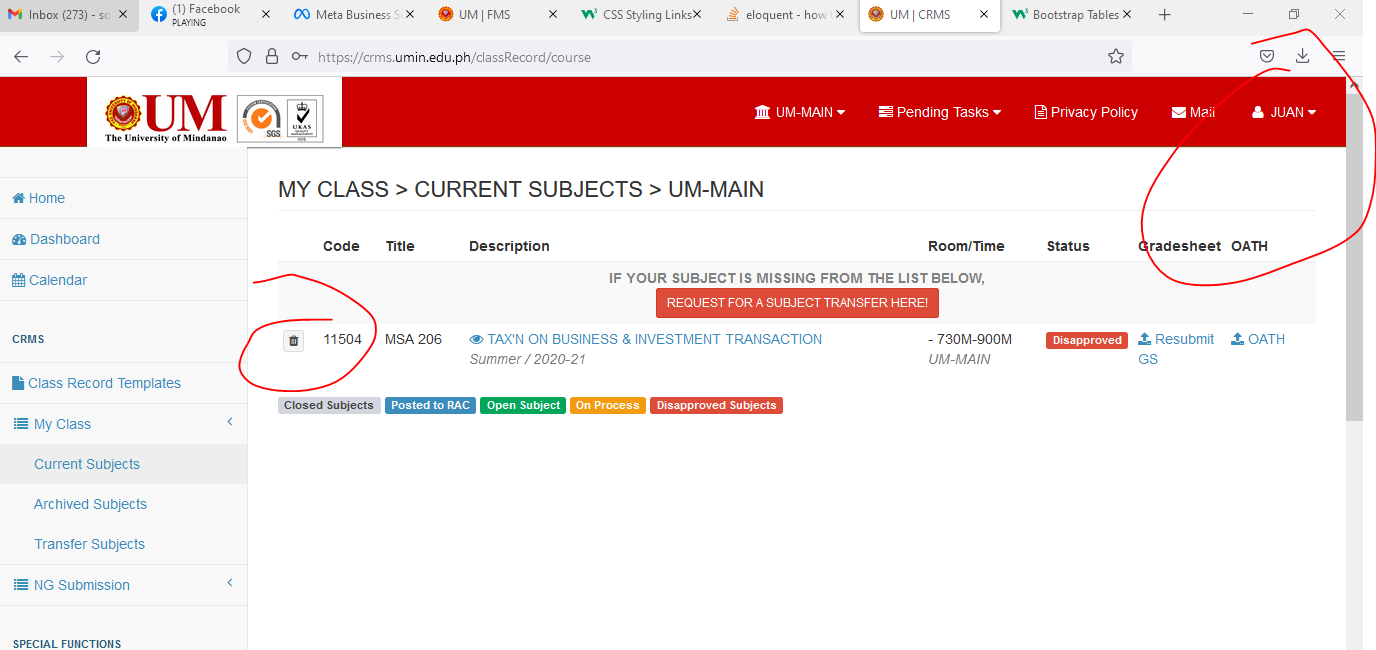 Inbox (273) - sc
(1) Facebook
PLAYING
Meta Business S
UM | FMS
CSS Styling Links
eloquent - how
UM | CRMS
Bootstrap Tables
https://crms.umin.edu.ph/classRecord/course
UM
The University of Mindanao
SGS
UKAS
UM-MAIN
Pending Tasks
Privacy Policy
Mail
JUAN
Home
Dashboard
Calendar
CRMS
Class Record Templates
My Class
Current Subjects
Archived Subjects
Transfer Subjects
NG Submission
SPECIAL FUNCTIONS
MY CLASS > CURRENT SUBJECTS > UM-MAIN
Code Title Description Room/Time Status Gradesheet OATH
IF YOUR SUBJECT IS MISSING FROM THE LIST BELOW,
REQUEST FOR A SUBJECT TRANSFER HERE!
11504 MSA 206 TAX'N ON BUSINESS & INVESTMENT TRANSACTION - 730M-900M Disapproved Resubmit OATH
Summer / 2020-21 UM-MAIN GS
Closed Subjects Posted to RAC Open Subject On Process Disapproved Subjects